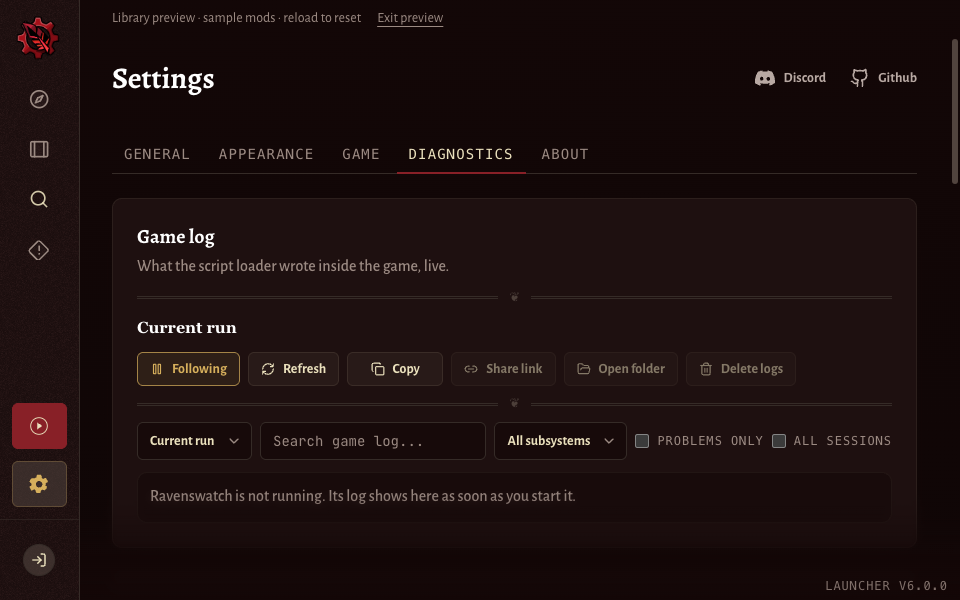 Library preview · sample mods · reload to reset Exit preview
Settings
Discord Github
GENERAL APPEARANCE GAME DIAGNOSTICS ABOUT
Game log
What the script loader wrote inside the game, live.
Current run
Following Refresh Copy Share link Open folder Delete logs
Current run Search game log... All subsystems PROBLEMS ONLY ALL SESSIONS
Ravenswatch is not running. Its log shows here as soon as you start it.
LAUNCHER V6.0.0